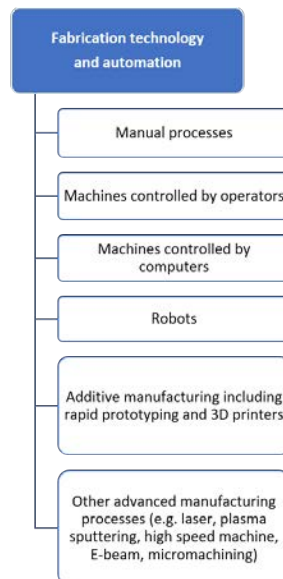 Fabrication technology
and automation
Manual processes
Machines controlled by operators
Machines controlled by
computers
Robots
Additive manufacturing including
rapid prototyping and 3D printers
Other advanced manufacturing
processes (e.g. laser, plasma
sputtering, high speed machine,
E-beam, micromachining)